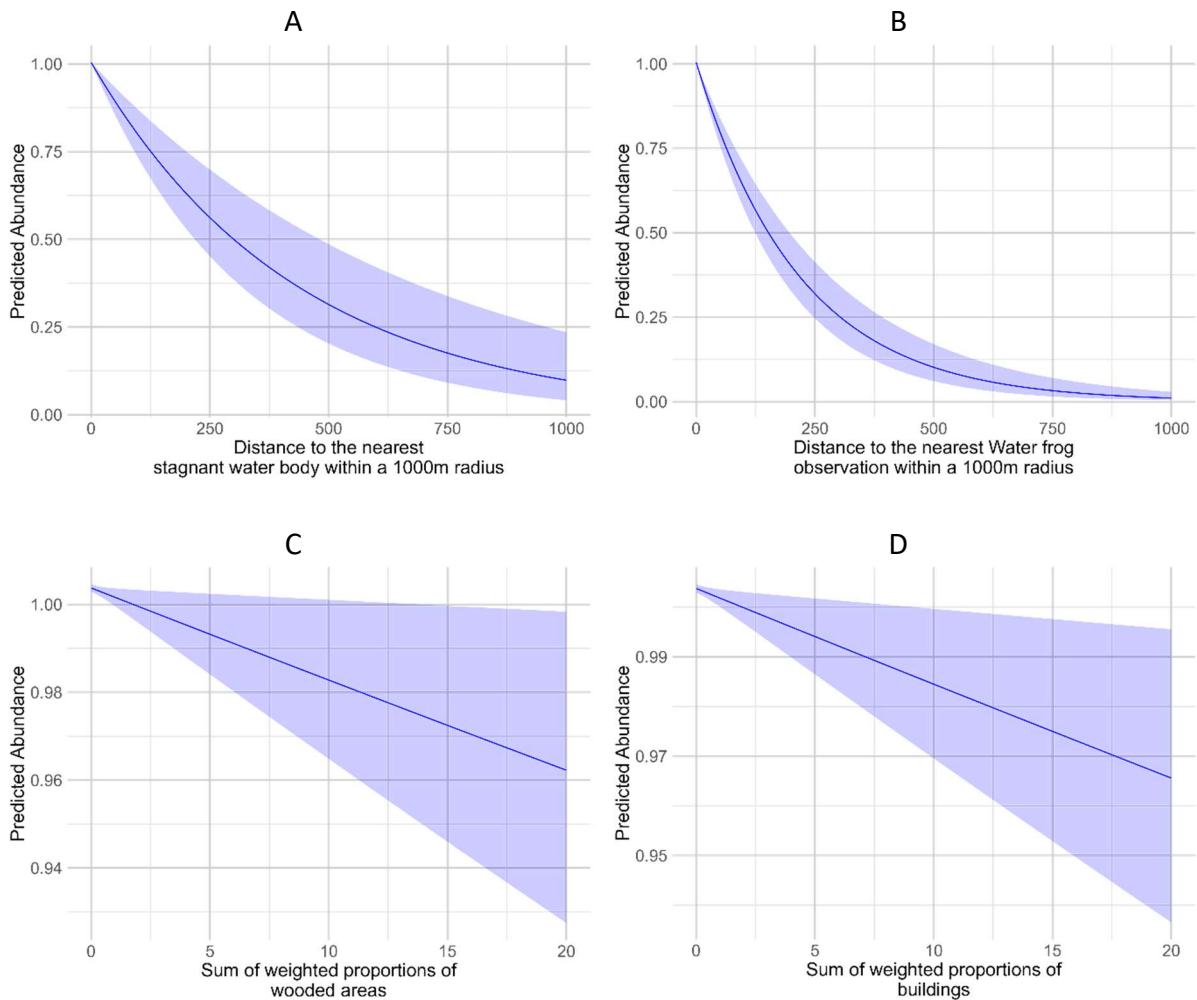 A
Predicted Abundance
1.00
0.75
0.50
0.25
0.00
0 250 500 750 1000
Distance to the nearest
stagnant water body within a 1000m radius
B
Predicted Abundance
1.00
0.75
0.50
0.25
0.00
0 250 500 750 1000
Distance to the nearest Water frog
observation within a 1000m radius
C
Predicted Abundance
1.00
0.98
0.96
0.94
0 5 10 15 20
Sum of weighted proportions of
wooded areas
D
Predicted Abundance
0.99
0.97
0.95
0 5 10 15 20
Sum of weighted proportions of
buildings